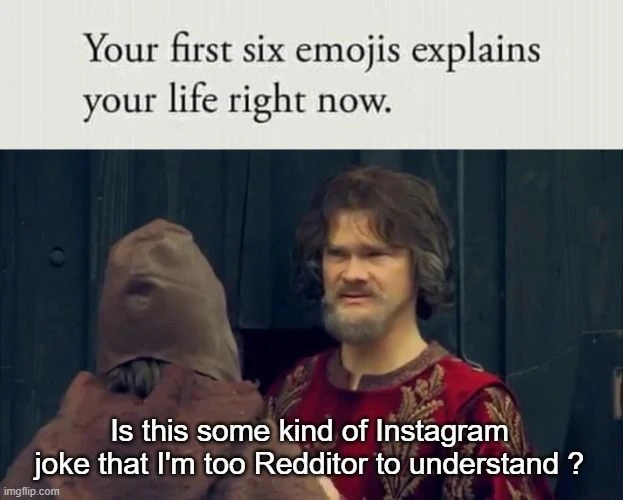 Your first six emojis explains
your life right now.
Is this some kind of Instagram
joke that I'm too Redditor to understand ?
imgflip.com